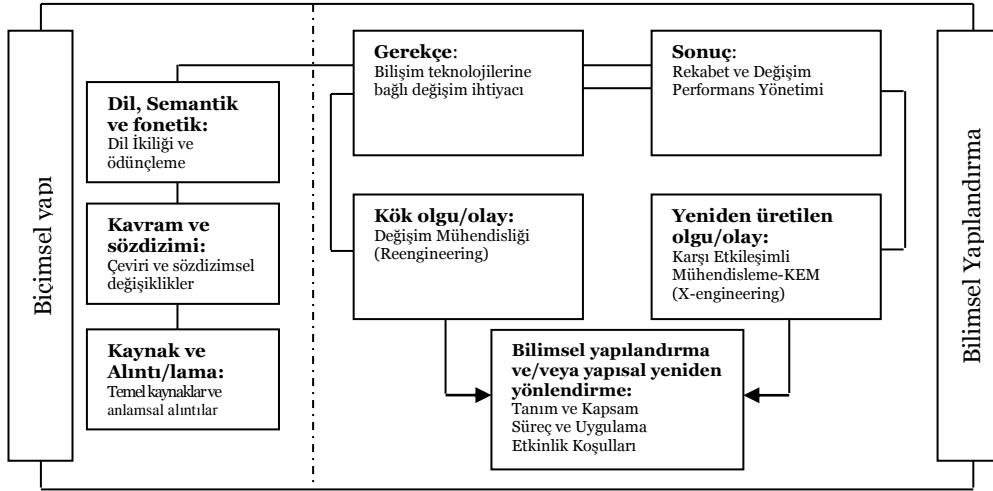 Biçimsel yapı
Dil, Semantik
ve fonetik:
Dil İkiliği ve
ödünçleme
Kavram ve
sözdizimi:
Çeviri ve sözdizimsel
değişiklikler
Kaynak ve
Alıntı/lama:
Temel kaynaklar ve
anlamsal alıntılar
Gerekçe:
Bilişim teknolojilerine
bağlı değişim ihtiyacı
Sonuç:
Rekabet ve Değişim
Performans Yönetimi
Kök olgu/olay:
Değişim Mühendisliği
(Reengineering)
Yeniden üretilen
olgu/olay:
Karşı Etkileşimli
Mühendisleme-KEM
(X-engineering)
Bilimsel yapılandırma
ve/veya yapısal yeniden
yönlendirme:
Tanım ve Kapsam
Süreç ve Uygulama
Etkinlik Koşulları
Bilimsel Yapılandırma